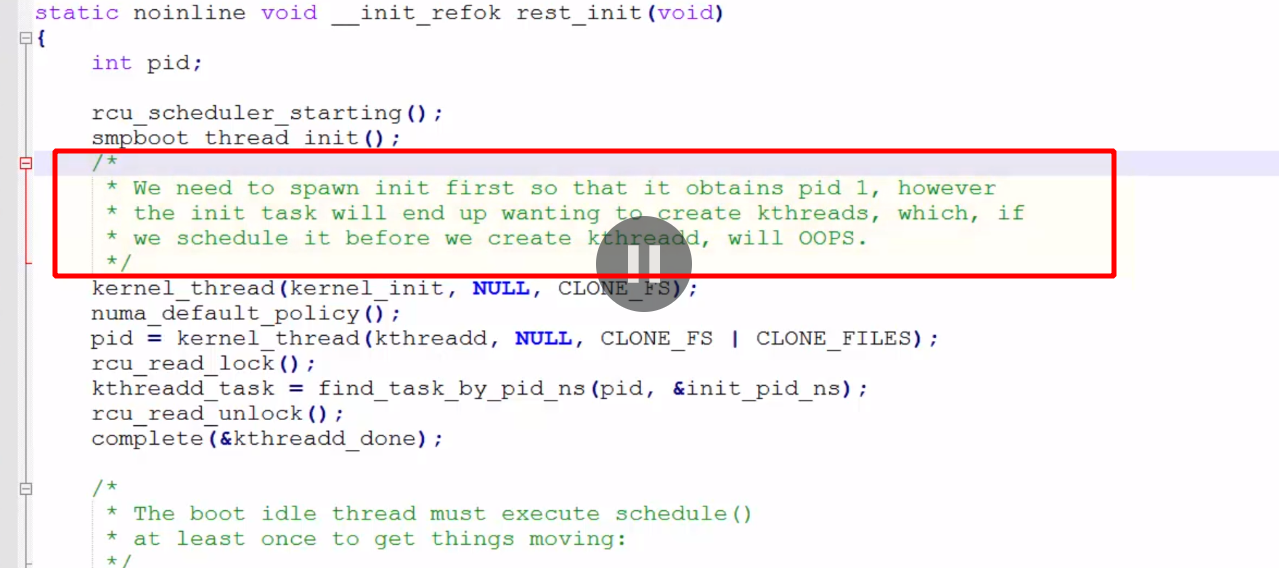 static noinline void __init_refok rest_init(void)
{
int pid;
rcu_scheduler_starting();
smpboot_thread_init();
/*
* We need to spawn init first so that it obtains pid 1, however
* the init task will end up wanting to create kthreads, which, if
* we schedule it before we create kthreadd, will OOPS.
*/
kernel_thread(kernel_init, NULL, CLONE_FS);
numa_default_policy();
pid = kernel_thread(kthreadd, NULL, CLONE_FS | CLONE_FILES);
rcu_read_lock();
kthreadd_task = find_task_by_pid_ns(pid, &init_pid_ns);
rcu_read_unlock();
complete(&kthreadd_done);
/*
* The boot idle thread must execute schedule()
* at least once to get things moving:
*/